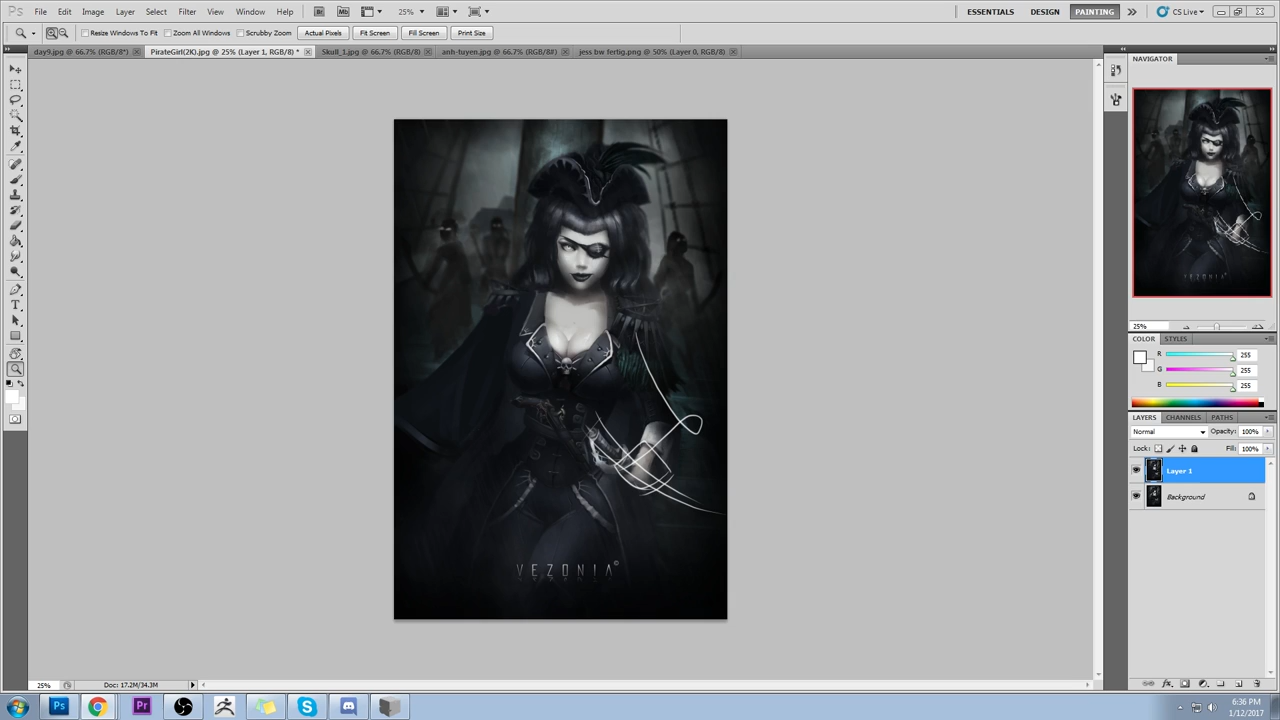 Ps File Edit Image Layer Select Filter View Window Help 25% ESSENTIALS DESIGN PAINTING CS Live
Resize Windows To Fit Zoom All Windows Scrubby Zoom Actual Pixels Fit Screen Fill Screen Print Size
day9.jpg @ 66.7% (RGB/8*) PirateGirl(2K).jpg @ 25% (Layer 1, RGB/8) * Skull_1.jpg @ 66.7% (RGB/8) anh-tuyen.jpg @ 66.7% (RGB/8#) jess bw fertig.png @ 50% (Layer 0, RGB/8)
NAVIGATOR
VEZONIA
25%
COLOR STYLES
R 255
G 255
B 255
LAYERS CHANNELS PATHS
Normal Opacity: 100%
Lock: Fill: 100%
Layer 1
Background
VEZONIA©
25% Doc: 17.2M/34.3M
Ps Pr
6:36 PM
1/12/2017